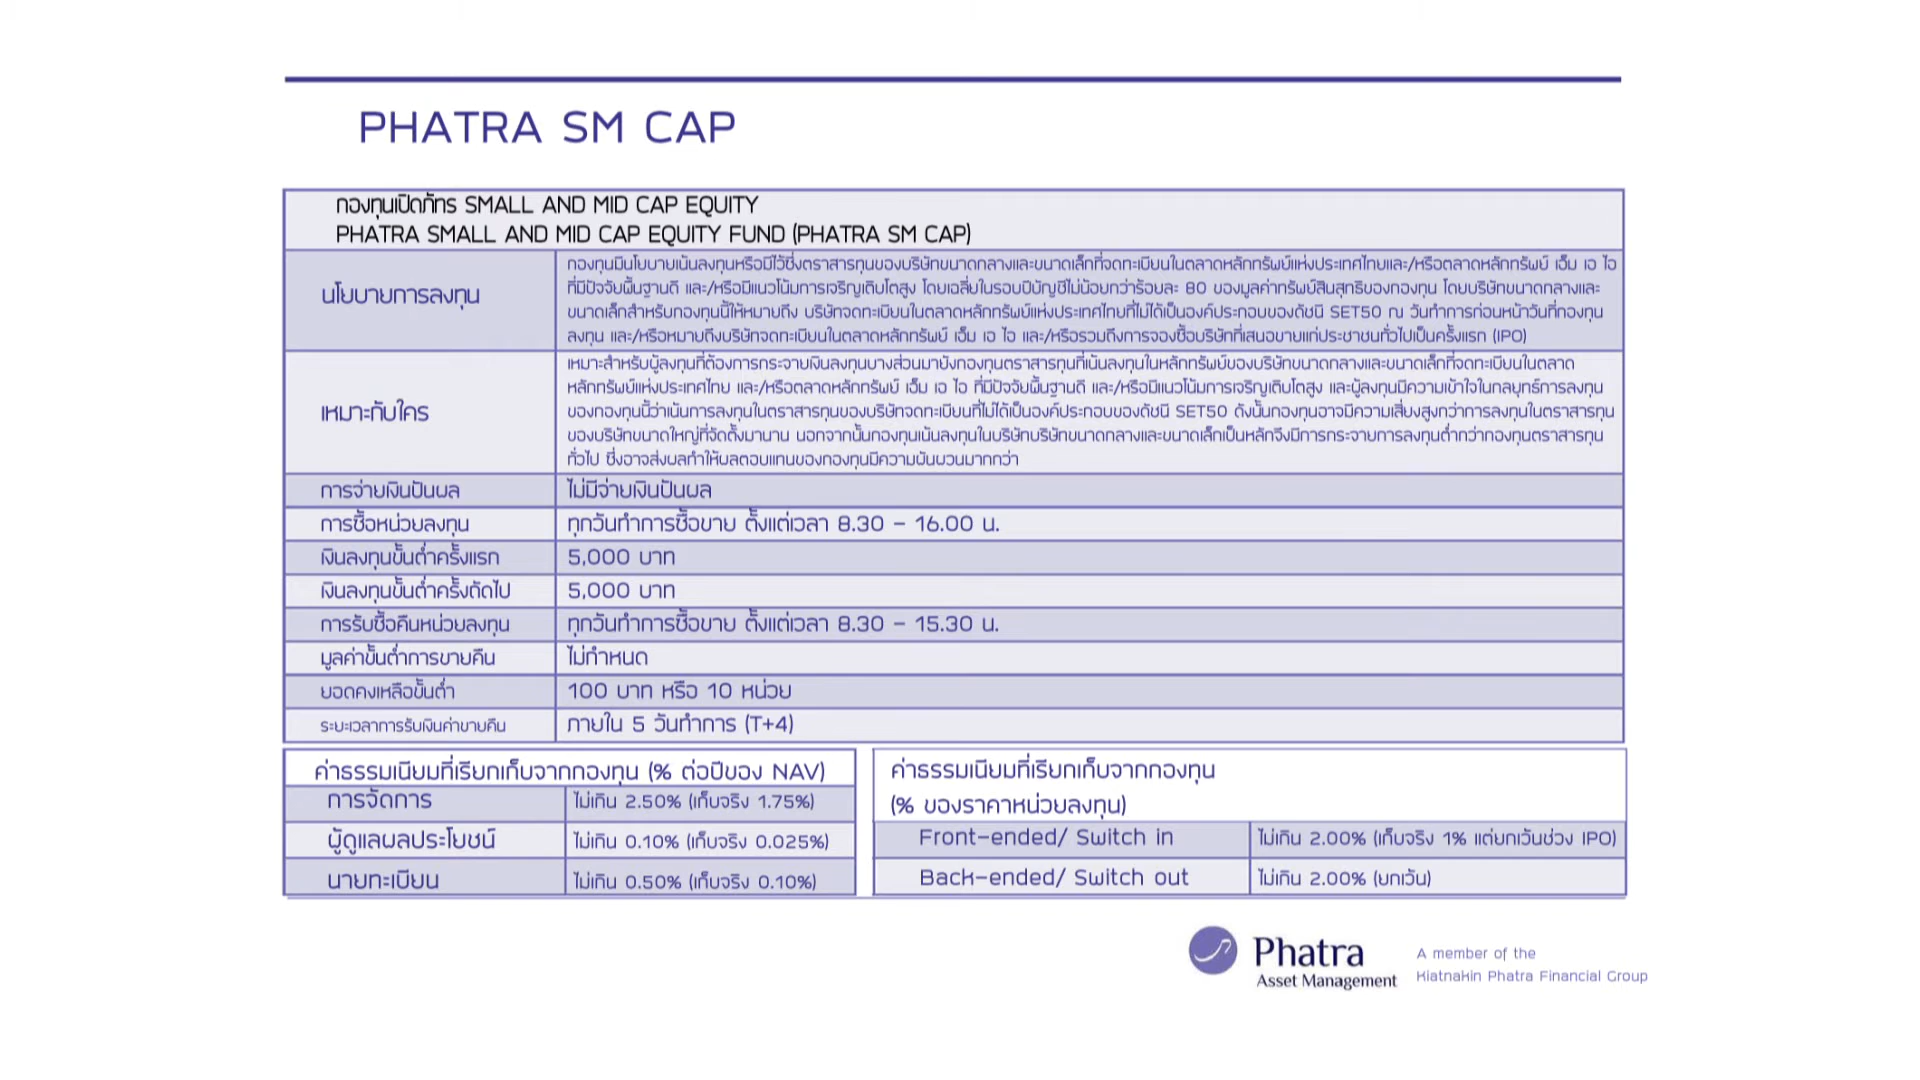 PHATRA SM CAP
กองทุนเปิดภัทร SMALL AND MID CAP EQUITY
PHATRA SMALL AND MID CAP EQUITY FUND (PHATRA SM CAP)
นโยบายการลงทุน
กองทุนมีนโยบายเน้นลงทุนหรือมีไว้ซึ่งตราสารทุนของบริษัทขนาดกลางและขนาดเล็กที่จดทะเบียนในตลาดหลักทรัพย์แห่งประเทศไทยและ/หรือตลาดหลักทรัพย์ เอ็ม เอ ไอ
ที่มีปัจจัยพื้นฐานดี และ/หรือมีแนวโน้มการเจริญเติบโตสูง โดยเฉลี่ยในรอบปีบัญชีไม่น้อยกว่าร้อยละ 80 ของมูลค่าทรัพย์สินสุทธิของกองทุน โดยบริษัทขนาดกลางและ
ขนาดเล็กสำหรับกองทุนนี้ให้หมายถึง บริษัทจดทะเบียนในตลาดหลักทรัพย์แห่งประเทศไทยที่ไม่ได้เป็นองค์ประกอบของดัชนี SET50 ณ วันทำการก่อนหน้าวันที่กองทุน
ลงทุน และ/หรือหมายถึงบริษัทจดทะเบียนในตลาดหลักทรัพย์ เอ็ม เอ ไอ และ/หรือรวมถึงการจองซื้อบริษัทที่เสนอขายแก่ประชาชนทั่วไปเป็นครั้งแรก (IPO)
เหมาะกับใคร
เหมาะสำหรับผู้ลงทุนที่ต้องการกระจายเงินลงทุนบางส่วนมายังกองทุนตราสารทุนที่เน้นลงทุนในหลักทรัพย์ของบริษัทขนาดกลางและขนาดเล็กที่จดทะเบียนในตลาด
หลักทรัพย์แห่งประเทศไทย และ/หรือตลาดหลักทรัพย์ เอ็ม เอ ไอ ที่มีปัจจัยพื้นฐานดี และ/หรือมีแนวโน้มการเจริญเติบโตสูง และผู้ลงทุนมีความเข้าใจในกลยุทธ์การลงทุน
ของกองทุนนี้ว่าเน้นการลงทุนในตราสารทุนของบริษัทจดทะเบียนที่ไม่ได้เป็นองค์ประกอบของดัชนี SET50 ดังนั้นกองทุนอาจมีความเสี่ยงสูงกว่าการลงทุนในตราสารทุน
ของบริษัทขนาดใหญ่ที่จัดตั้งมานาน นอกจากนั้นกองทุนเน้นลงทุนในบริษัทบริษัทขนาดกลางและขนาดเล็กเป็นหลักจึงมีการกระจายการลงทุนต่ำกว่ากองทุนตราสารทุน
ทั่วไป ซึ่งอาจส่งผลทำให้ผลตอบแทนของกองทุนมีความผันผวนมากกว่า
การจ่ายเงินปันผล
ไม่มีจ่ายเงินปันผล
การซื้อหน่วยลงทุน
ทุกวันทำการซื้อขาย ตั้งแต่เวลา 8.30 - 16.00 น.
เงินลงทุนขั้นต่ำครั้งแรก
5,000 บาท
เงินลงทุนขั้นต่ำครั้งถัดไป
5,000 บาท
การรับซื้อคืนหน่วยลงทุน
ทุกวันทำการซื้อขาย ตั้งแต่เวลา 8.30 - 15.30 น.
มูลค่าขั้นต่ำการขายคืน
ไม่กำหนด
ยอดคงเหลือขั้นต่ำ
100 บาท หรือ 10 หน่วย
ระยะเวลาการรับเงินค่าขายคืน
ภายใน 5 วันทำการ (T+4)
ค่าธรรมเนียมที่เรียกเก็บจากกองทุน (% ต่อปีของ NAV)
การจัดการ
ไม่เกิน 2.50% (เก็บจริง 1.75%)
ผู้ดูแลผลประโยชน์
ไม่เกิน 0.10% (เก็บจริง 0.025%)
นายทะเบียน
ไม่เกิน 0.50% (เก็บจริง 0.10%)
ค่าธรรมเนียมที่เรียกเก็บจากกองทุน
(% ของราคาหน่วยลงทุน)
Front-ended/ Switch in
ไม่เกิน 2.00% (เก็บจริง 1% แต่ยกเว้นช่วง IPO)
Back-ended/ Switch out
ไม่เกิน 2.00% (ยกเว้น)
Phatra
Asset Management
A member of the
Kiatnakin Phatra Financial Group